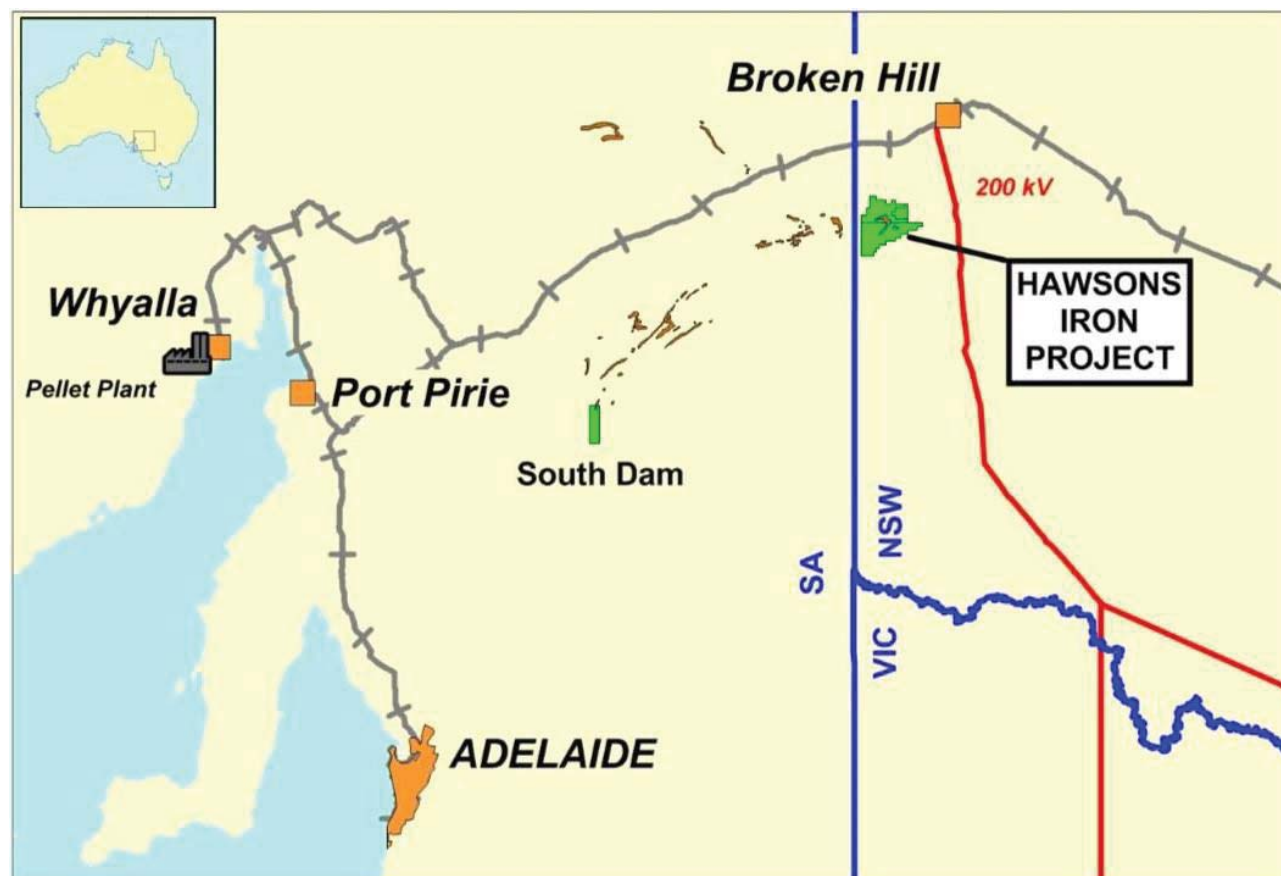 Broken Hill
200 kV
HAWSONS
IRON
PROJECT
Whyalla
Pellet Plant
Port Pirie
South Dam
SA
NSW
VIC
ADELAIDE